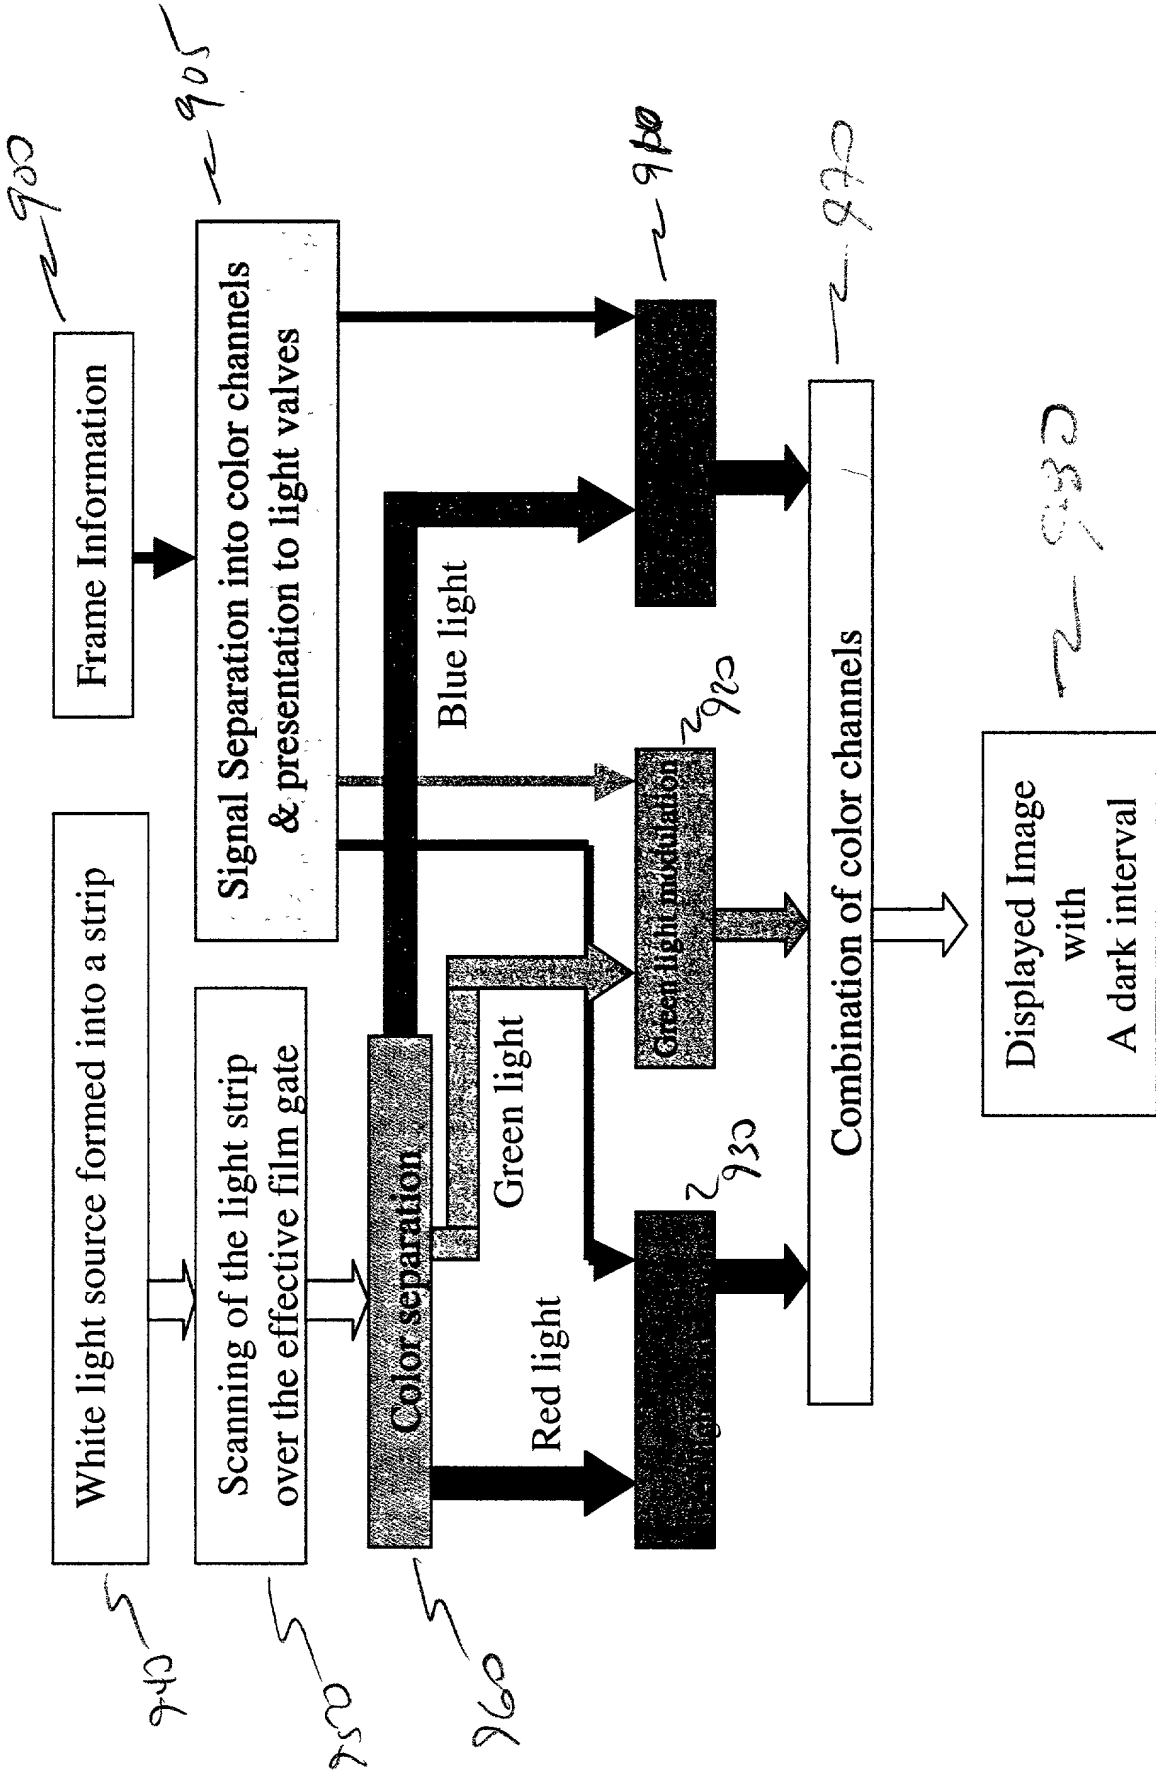 White light source formed into a strip
940
Frame Information
900
Scanning of the light strip
over the effective film gate
950
Signal Separation into color channels
& presentation to light valves
905
Color separation
960
Blue light
Green light
Red light
930
Green light modulation
920
Combination of color channels
970
Displayed Image
with
A dark interval